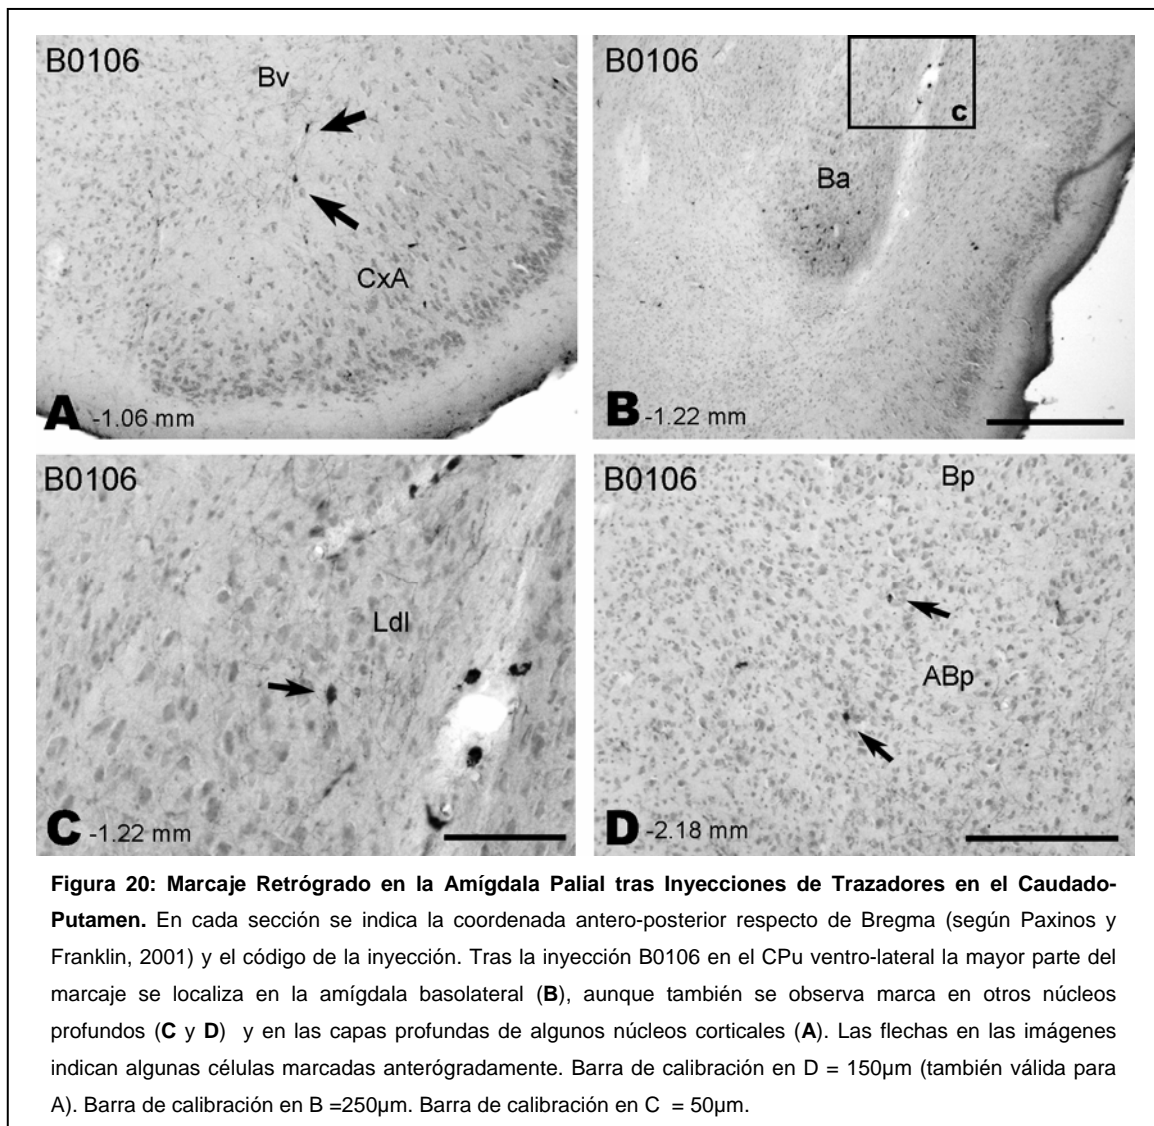 B0106
Bv
CxA
A -1.06 mm
B0106
C
Ba
B -1.22 mm
B0106
Ldl
C -1.22 mm
B0106
Bp
ABp
D -2.18 mm
Figura 20: Marcaje Retrógrado en la Amígdala Palial tras Inyecciones de Trazadores en el Caudado-
Putamen. En cada sección se indica la coordenada antero-posterior respecto de Bregma (según Paxinos y
Franklin, 2001) y el código de la inyección. Tras la inyección B0106 en el CPu ventro-lateral la mayor parte del
marcaje se localiza en la amígdala basolateral (B), aunque también se observa marca en otros núcleos
profundos (C y D) y en las capas profundas de algunos núcleos corticales (A). Las flechas en las imágenes
indican algunas células marcadas anterógradamente. Barra de calibración en D = 150µm (también válida para
A). Barra de calibración en B =250µm. Barra de calibración en C = 50µm.